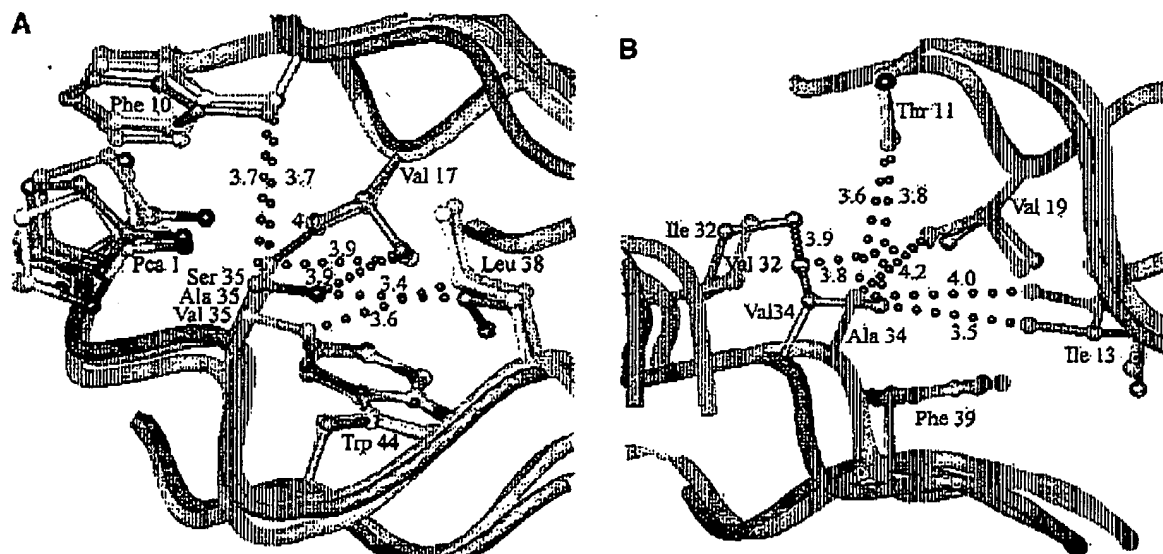 A
Phe 10
3.7
3.7
Val 17
4
3.9
Pca 1
Leu 38
Ser 35
3.9
3.4
Ala 35
Val 35
3.6
Trp 44
B
Thr 11
3.6
3.8
Val 19
Ile 32
3.9
Val 32
3.8
4.2
4.0
Val34
Ala 34
3.5
Ile 13
Phe 39